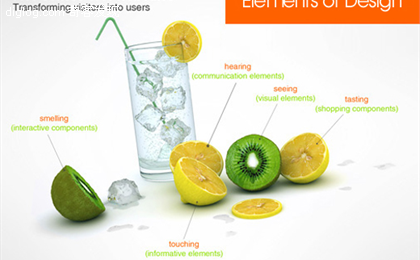 Elements of Design
Transforming visitors into users
hearing
(communication elements)
seeing
(visual elements)
tasting
(shopping components)
smelling
(interactive components)
touching
(informative elements)